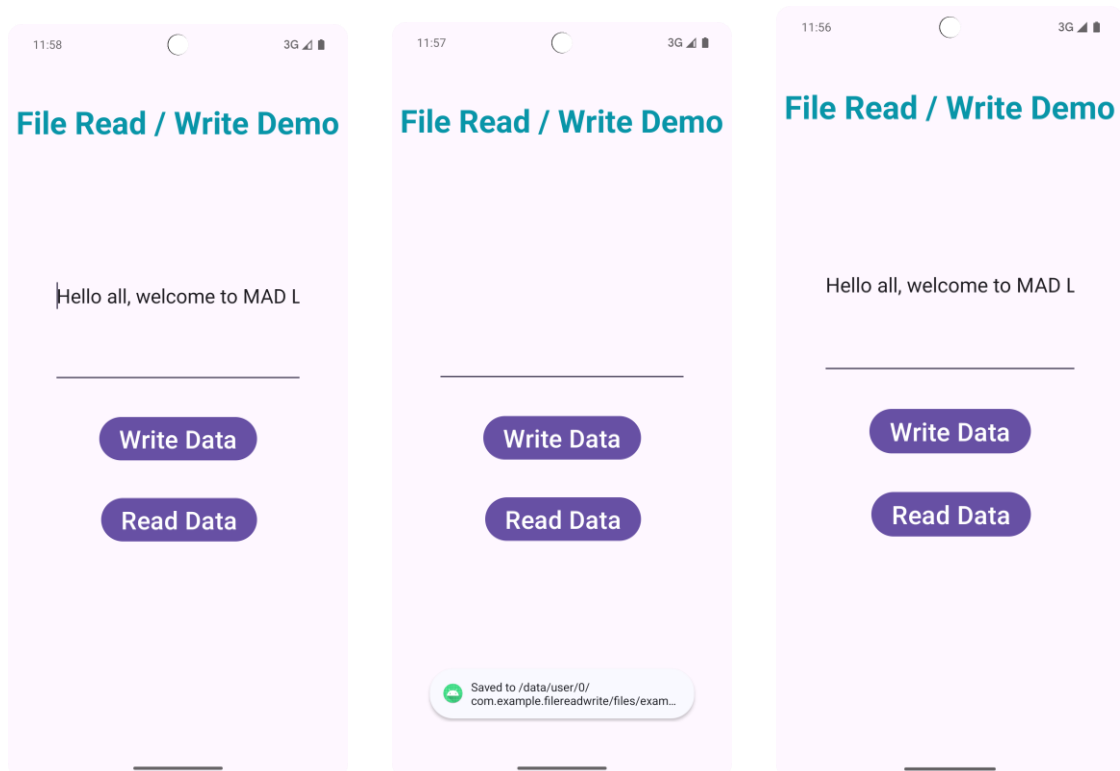 11:58 3G
File Read / Write Demo
Hello all, welcome to MAD L
Write Data
Read Data
11:57 3G
File Read / Write Demo
Write Data
Read Data
Saved to /data/user/0/
com.example.filereadwrite/files/exam…
11:56 3G
File Read / Write Demo
Hello all, welcome to MAD L
Write Data
Read Data